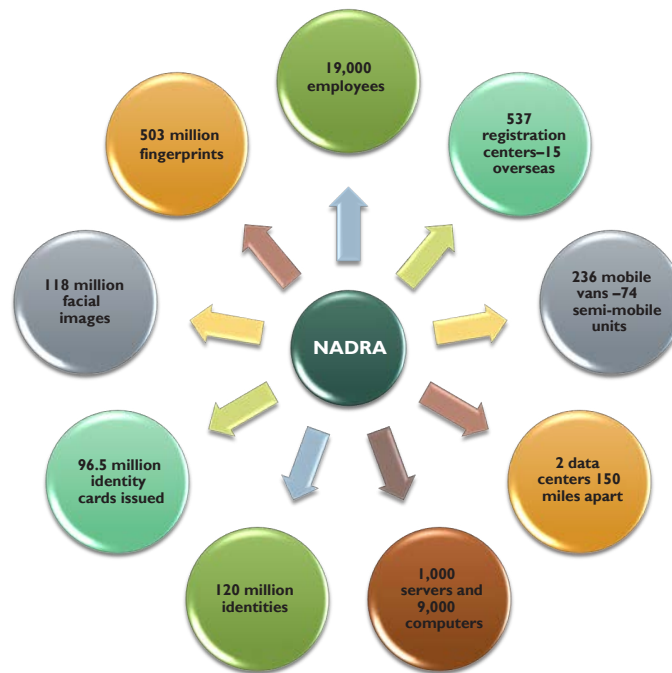 19,000
employees
537
registration
centers–15
overseas
236 mobile
vans –74
semi-mobile
units
2 data
centers 150
miles apart
1,000
servers and
9,000
computers
120 million
identities
96.5 million
identity
cards issued
118 million
facial
images
503 million
fingerprints
NADRA